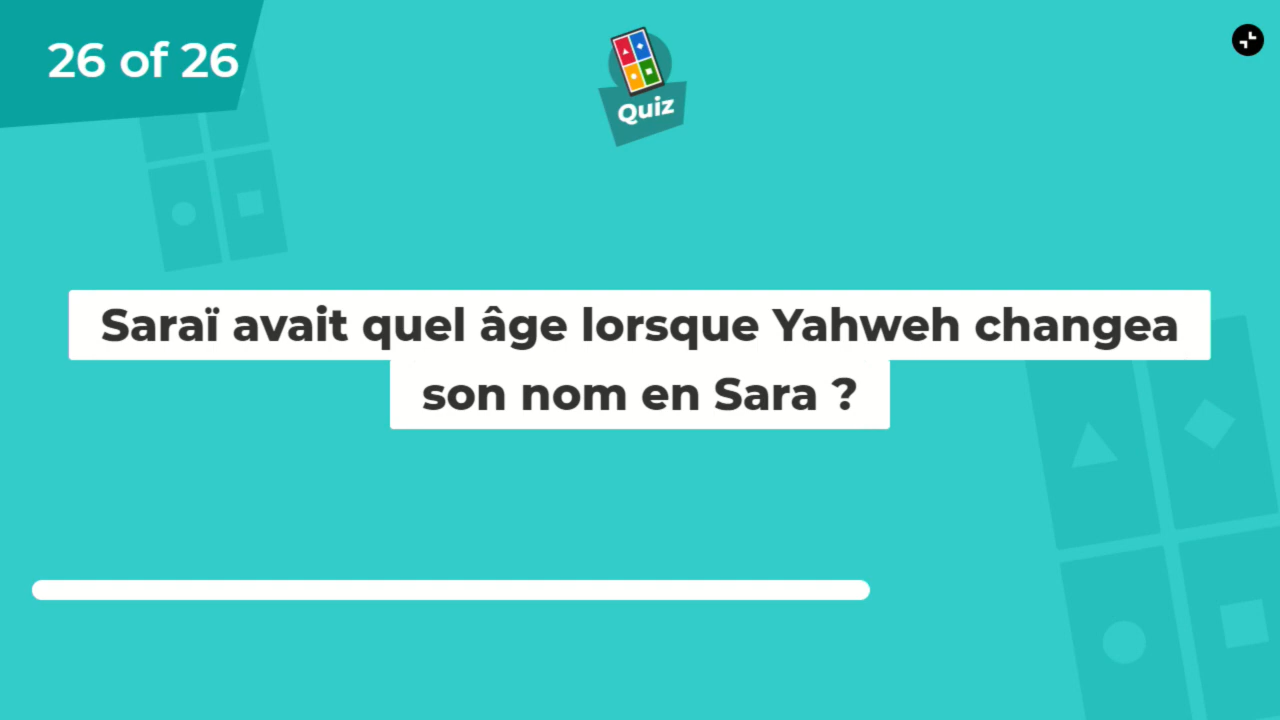 26 of 26
Quiz
Saraï avait quel âge lorsque Yahweh changea
son nom en Sara ?